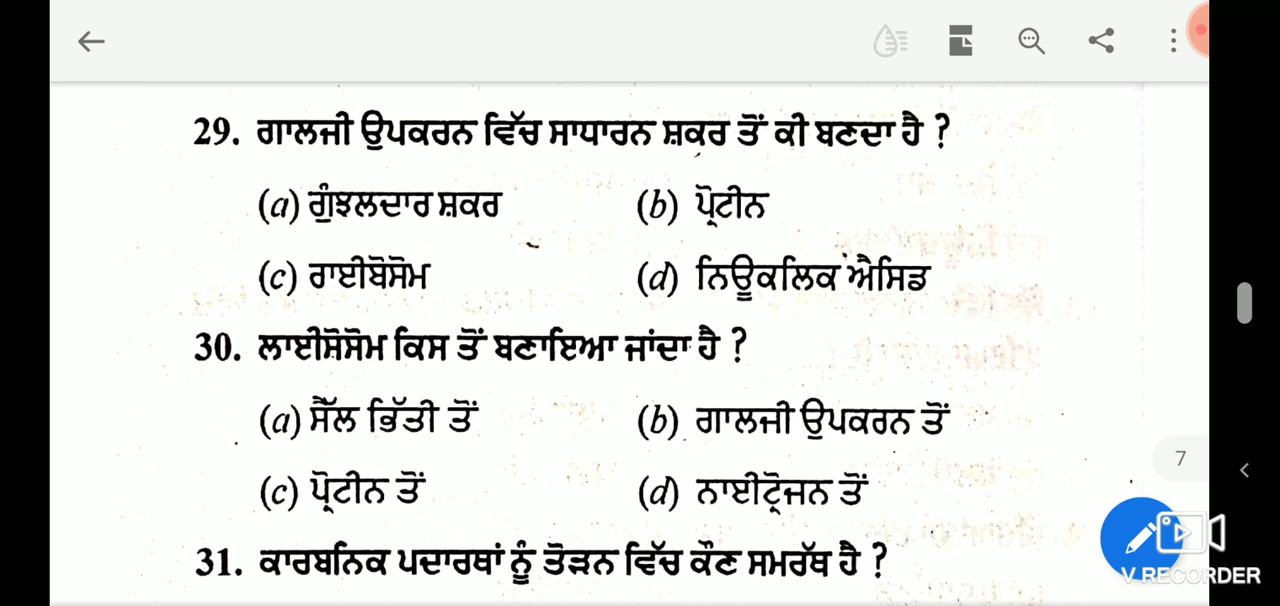 29. ਗਾਲਜੀ ਉਪਕਰਨ ਵਿੱਚ ਸਾਧਾਰਨ ਸ਼ਕਰ ਤੋਂ ਕੀ ਬਣਦਾ ਹੈ ?
(a) ਗੁੰਝਲਦਾਰ ਸ਼ਕਰ (b) ਪ੍ਰੋਟੀਨ
(c) ਰਾਈਬੋਸੋਮ (d) ਨਿਊਕਲਿਕ ਐਸਿਡ
30. ਲਾਈਸੋਸੋਮ ਕਿਸ ਤੋਂ ਬਣਾਇਆ ਜਾਂਦਾ ਹੈ ?
(a) ਸੈੱਲ ਭਿੱਤੀ ਤੋਂ (b) ਗਾਲਜੀ ਉਪਕਰਨ ਤੋਂ
7
(c) ਪ੍ਰੋਟੀਨ ਤੋਂ (d) ਨਾਈਟ੍ਰੋਜਨ ਤੋਂ
31. ਕਾਰਬਨਿਕ ਪਦਾਰਥਾਂ ਨੂੰ ਤੋੜਨ ਵਿੱਚ ਕੌਣ ਸਮਰੱਥ ਹੈ ?
V RECORDER